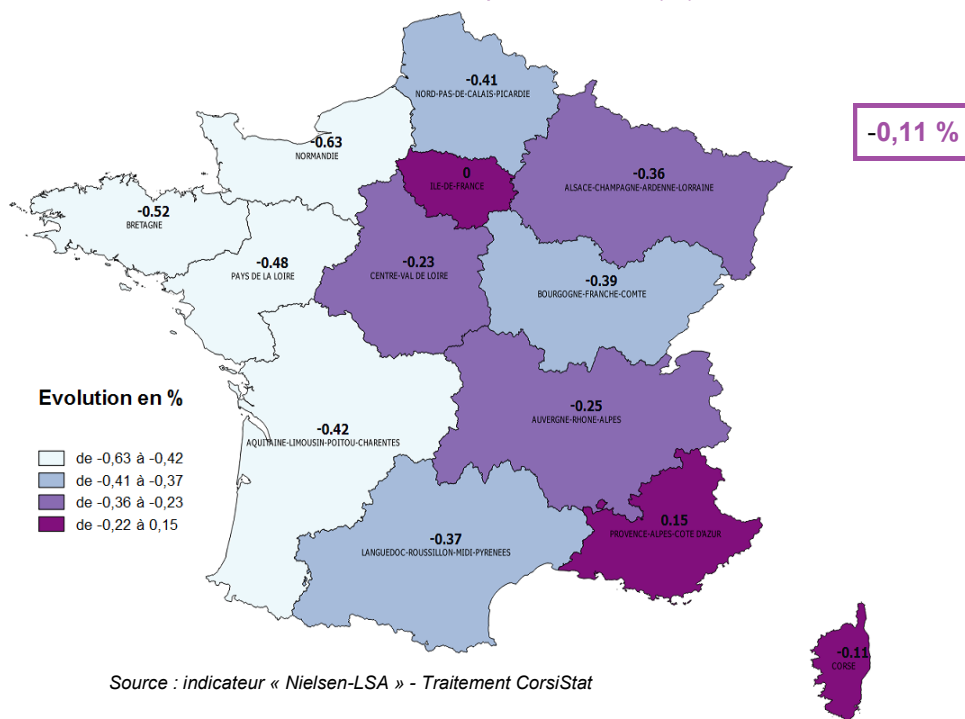 -0.41
NORD-PAS-DE-CALAIS-PICARDIE
-0,11 %
-0.63
NORMANDIE
0
ILE-DE-FRANCE
-0.36
ALSACE-CHAMPAGNE-ARDENNE-LORRAINE
-0.52
BRETAGNE
-0.48
PAYS DE LA LOIRE
-0.23
CENTRE-VAL DE LOIRE
-0.39
BOURGOGNE-FRANCHE-COMTE
Evolution en %
de -0,63 à -0,42
de -0,41 à -0,37
de -0,36 à -0,23
de -0,22 à 0,15
-0.42
AQUITAINE-LIMOUSIN-POITOU-CHARENTES
-0.25
AUVERGNE-RHONE-ALPES
-0.37
LANGUEDOC-ROUSSILLON-MIDI-PYRENEES
0.15
PROVENCE-ALPES-COTE D'AZUR
-0.11
CORSE
Source : indicateur « Nielsen-LSA » - Traitement CorsiStat